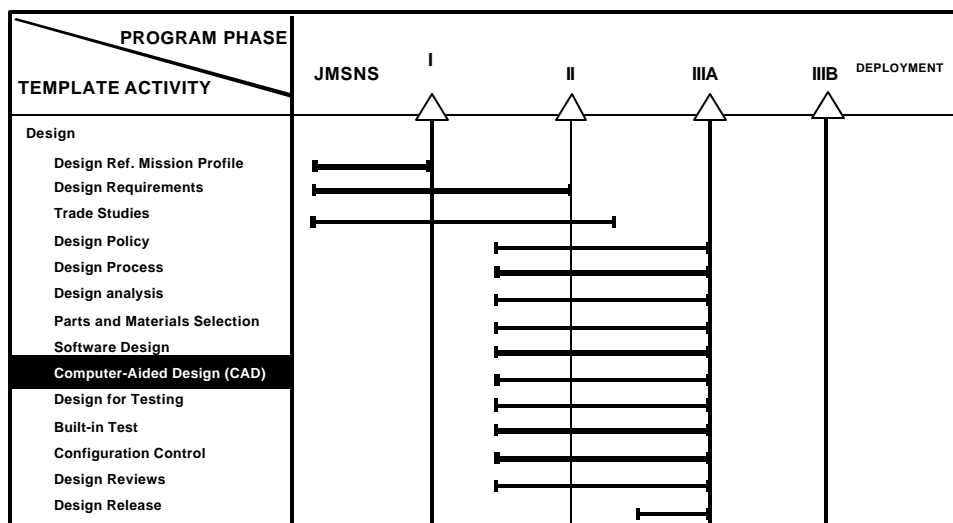 PROGRAM PHASE
TEMPLATE ACTIVITY
JMSNS
I
II
IIIA
IIIB
DEPLOYMENT
Design
Design Ref. Mission Profile
Design Requirements
Trade Studies
Design Policy
Design Process
Design analysis
Parts and Materials Selection
Software Design
Computer-Aided Design (CAD)
Design for Testing
Built-in Test
Configuration Control
Design Reviews
Design Release